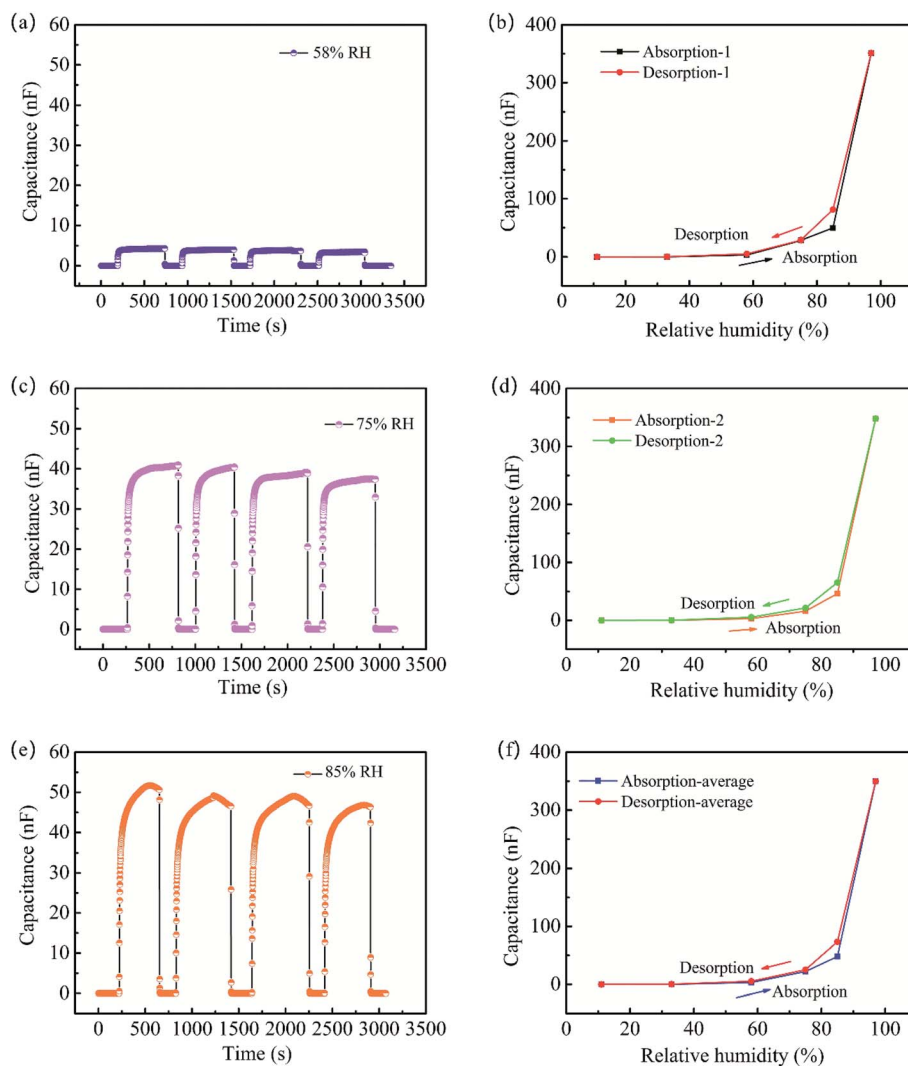 (a)
60
50
40
30
20
10
0
Capacitance (nF)
58% RH
0 500 1000 1500 2000 2500 3000 3500
Time (s)
(b)
400
300
200
100
0
Capacitance (nF)
Absorption-1
Desorption-1
Desorption
Absorption
0 20 40 60 80 100
Relative humidity (%)
(c)
60
50
40
30
20
10
0
Capacitance (nF)
75% RH
0 500 1000 1500 2000 2500 3000 3500
Time (s)
(d)
400
300
200
100
0
Capacitance (nF)
Absorption-2
Desorption-2
Desorption
Absorption
0 20 40 60 80 100
Relative humidity (%)
(e)
60
50
40
30
20
10
0
Capacitance (nF)
85% RH
0 500 1000 1500 2000 2500 3000 3500
Time (s)
(f)
400
300
200
100
0
Capacitance (nF)
Absorption-average
Desorption-average
Desorption
Absorption
0 20 40 60 80 100
Relative humidity (%)